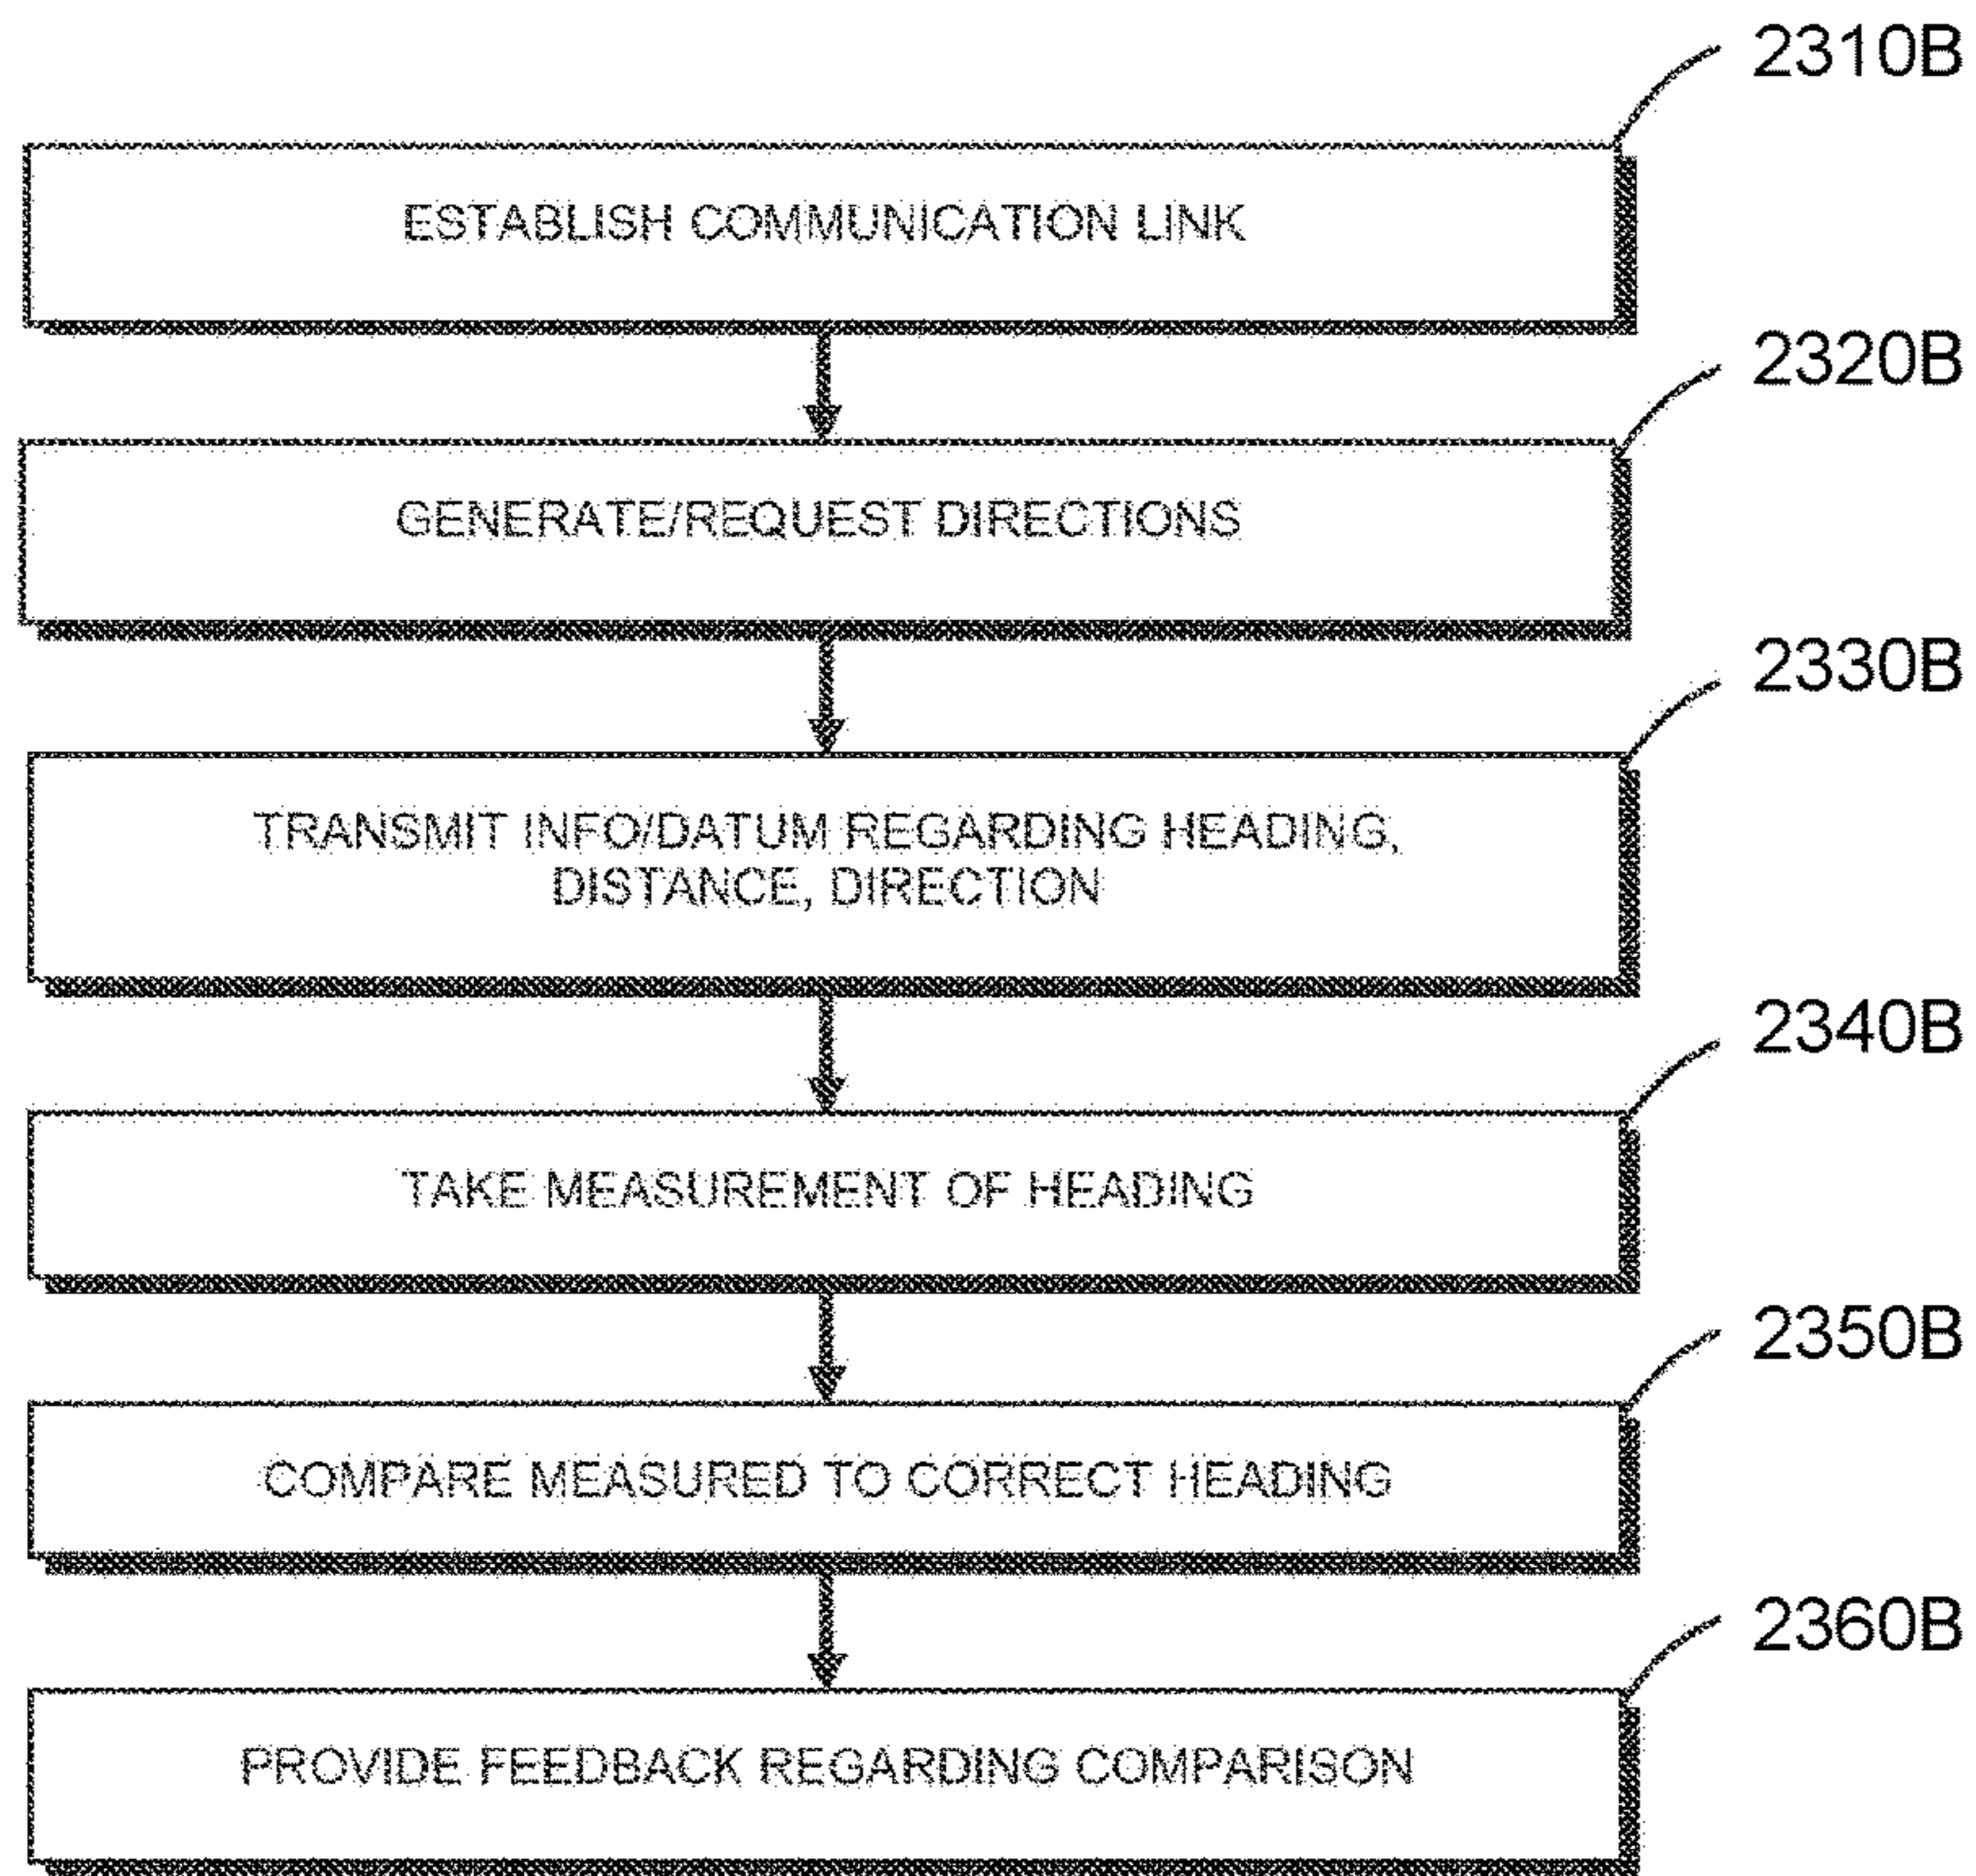 2310B
ESTABLISH COMMUNICATION LINK
2320B
GENERATE/REQUEST DIRECTIONS
2330B
TRANSMIT INFO/DATUM REGARDING HEADING,
DISTANCE, DIRECTION
2340B
TAKE MEASUREMENT OF HEADING
2350B
COMPARE MEASURED TO CORRECT HEADING
2360B
PROVIDE FEEDBACK REGARDING COMPARISON